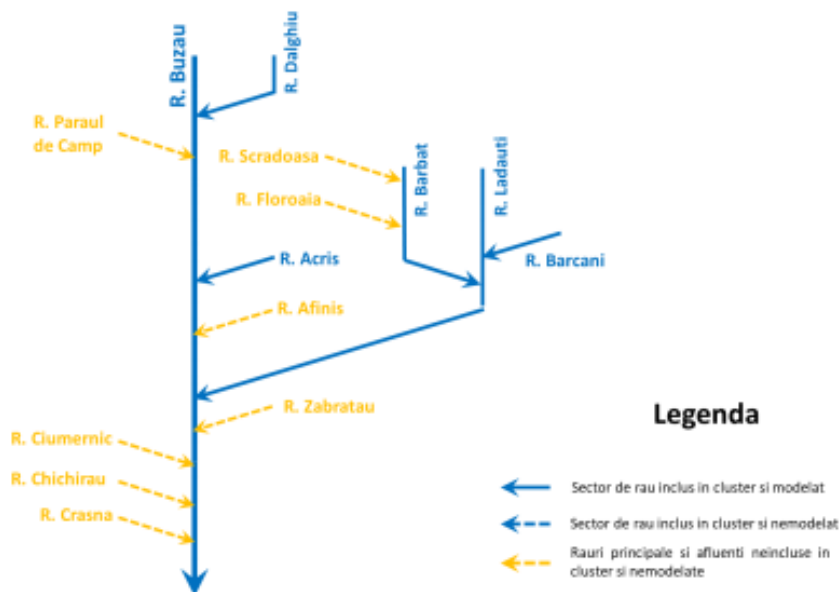 R. Buzau
R. Dalghiu
R. Paraul
de Camp
R. Scradoasa
R. Barbat
R. Ladauti
R. Floroaia
R. Acris
R. Barcani
R. Afinis
R. Zabratau
Legenda
R. Ciumernic
R. Chichirau
R. Crasna
Sector de rau inclus in cluster si modelat
Sector de rau inclus in cluster si nemodelat
Rauri principale si afluenti neincluse in
cluster si nemodelate